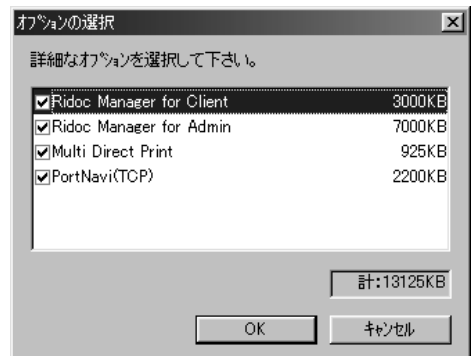 ｵﾌﾟｼｮﾝの選択
詳細なｵﾌﾟｼｮﾝを選択して下さい。
Ridoc Manager for Client 3000KB
Ridoc Manager for Admin 7000KB
Multi Direct Print 925KB
PortNavi(TCP) 2200KB
計:13125KB
OK ｷｬﾝｾﾙ